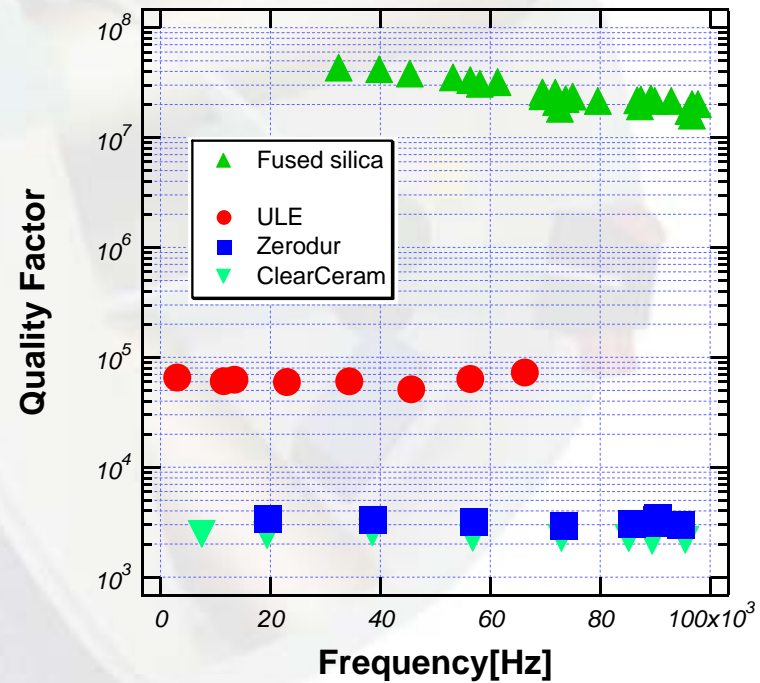 10^8
10^7
10^6
10^5
10^4
10^3
Quality Factor
Fused silica
ULE
Zerodur
ClearCeram
0 20 40 60 80 100x10^3
Frequency[Hz]